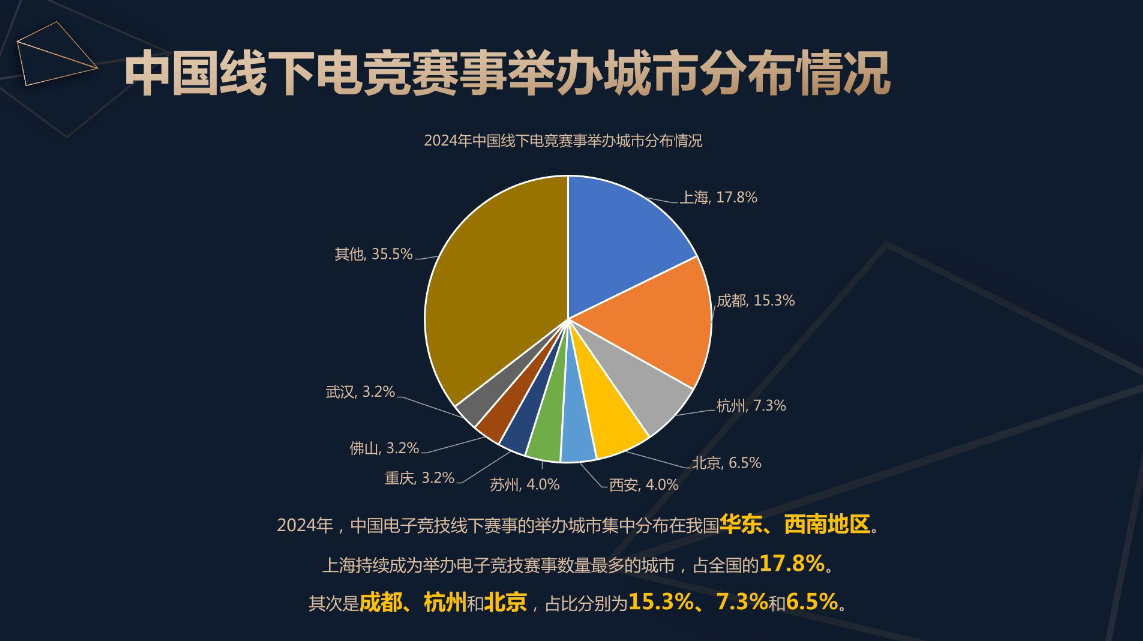 中国线下电竞赛事举办城市分布情况
2024年中国线下电竞赛事举办城市分布情况
上海, 17.8%
其他, 35.5%
成都, 15.3%
武汉, 3.2%
杭州, 7.3%
佛山, 3.2%
北京, 6.5%
重庆, 3.2%
苏州, 4.0%
西安, 4.0%
2024年，中国电子竞技线下赛事的举办城市集中分布在我国华东、西南地区。
上海持续成为举办电子竞技赛事数量最多的城市，占全国的17.8%。
其次是成都、杭州和北京，占比分别为15.3%、7.3%和6.5%。